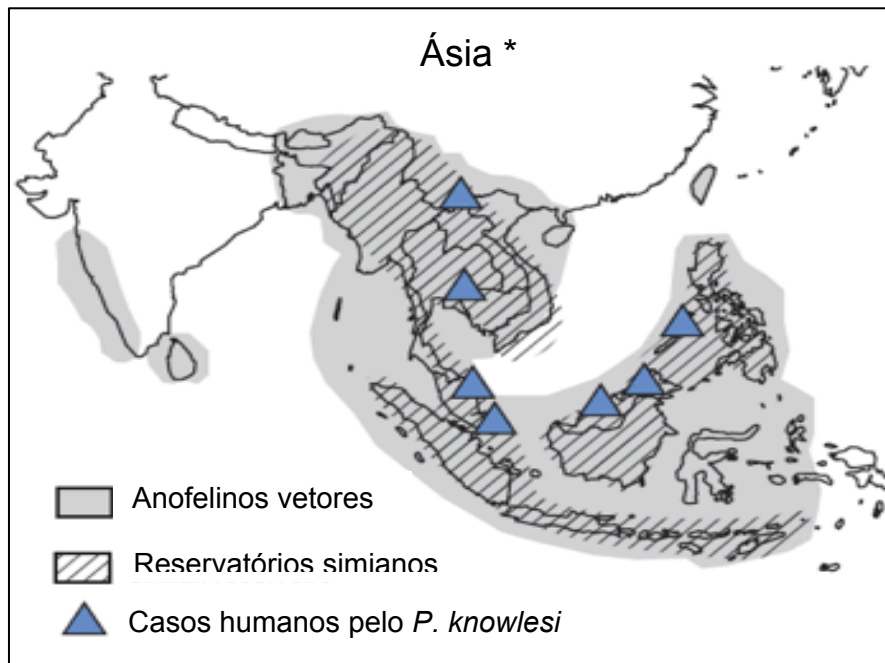 Ásia *
Anofelinos vetores
Reservatórios simianos
Casos humanos pelo P. knowlesi